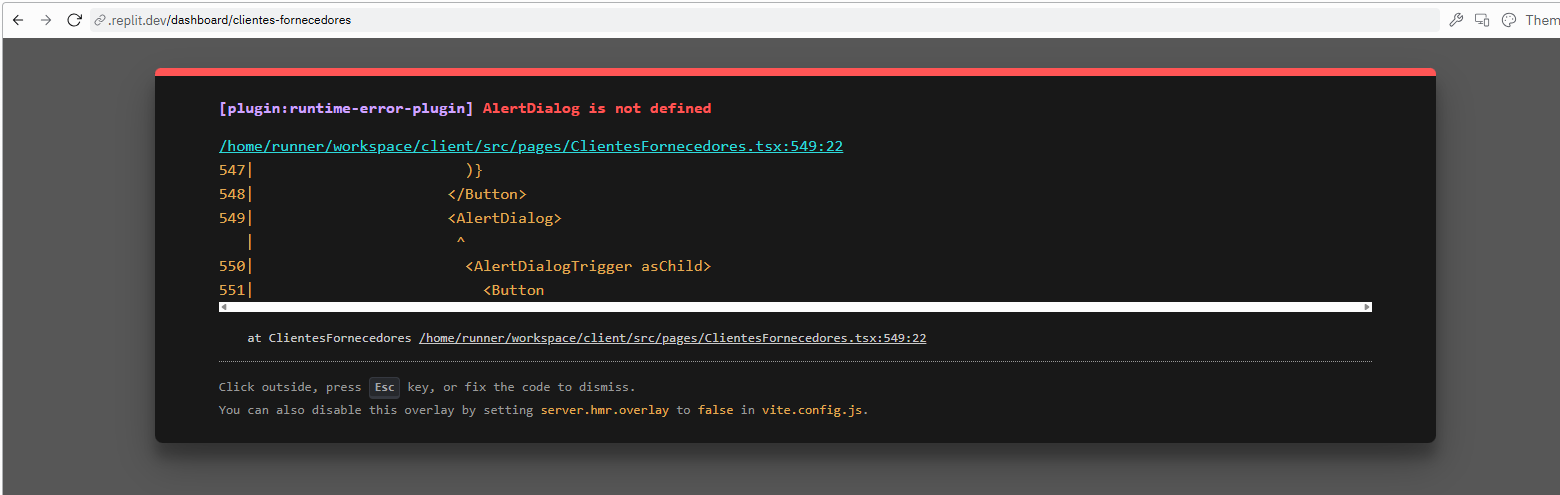 .replit.dev/dashboard/clientes-fornecedores
Them
[plugin:runtime-error-plugin] AlertDialog is not defined
/home/runner/workspace/client/src/pages/ClientesFornecedores.tsx:549:22
547|                        )}
548|                      </Button>
549|                      <AlertDialog>
   |                       ^
550|                        <AlertDialogTrigger asChild>
551|                          <Button
at ClientesFornecedores /home/runner/workspace/client/src/pages/ClientesFornecedores.tsx:549:22
Click outside, press Esc key, or fix the code to dismiss.
You can also disable this overlay by setting server.hmr.overlay to false in vite.config.js.